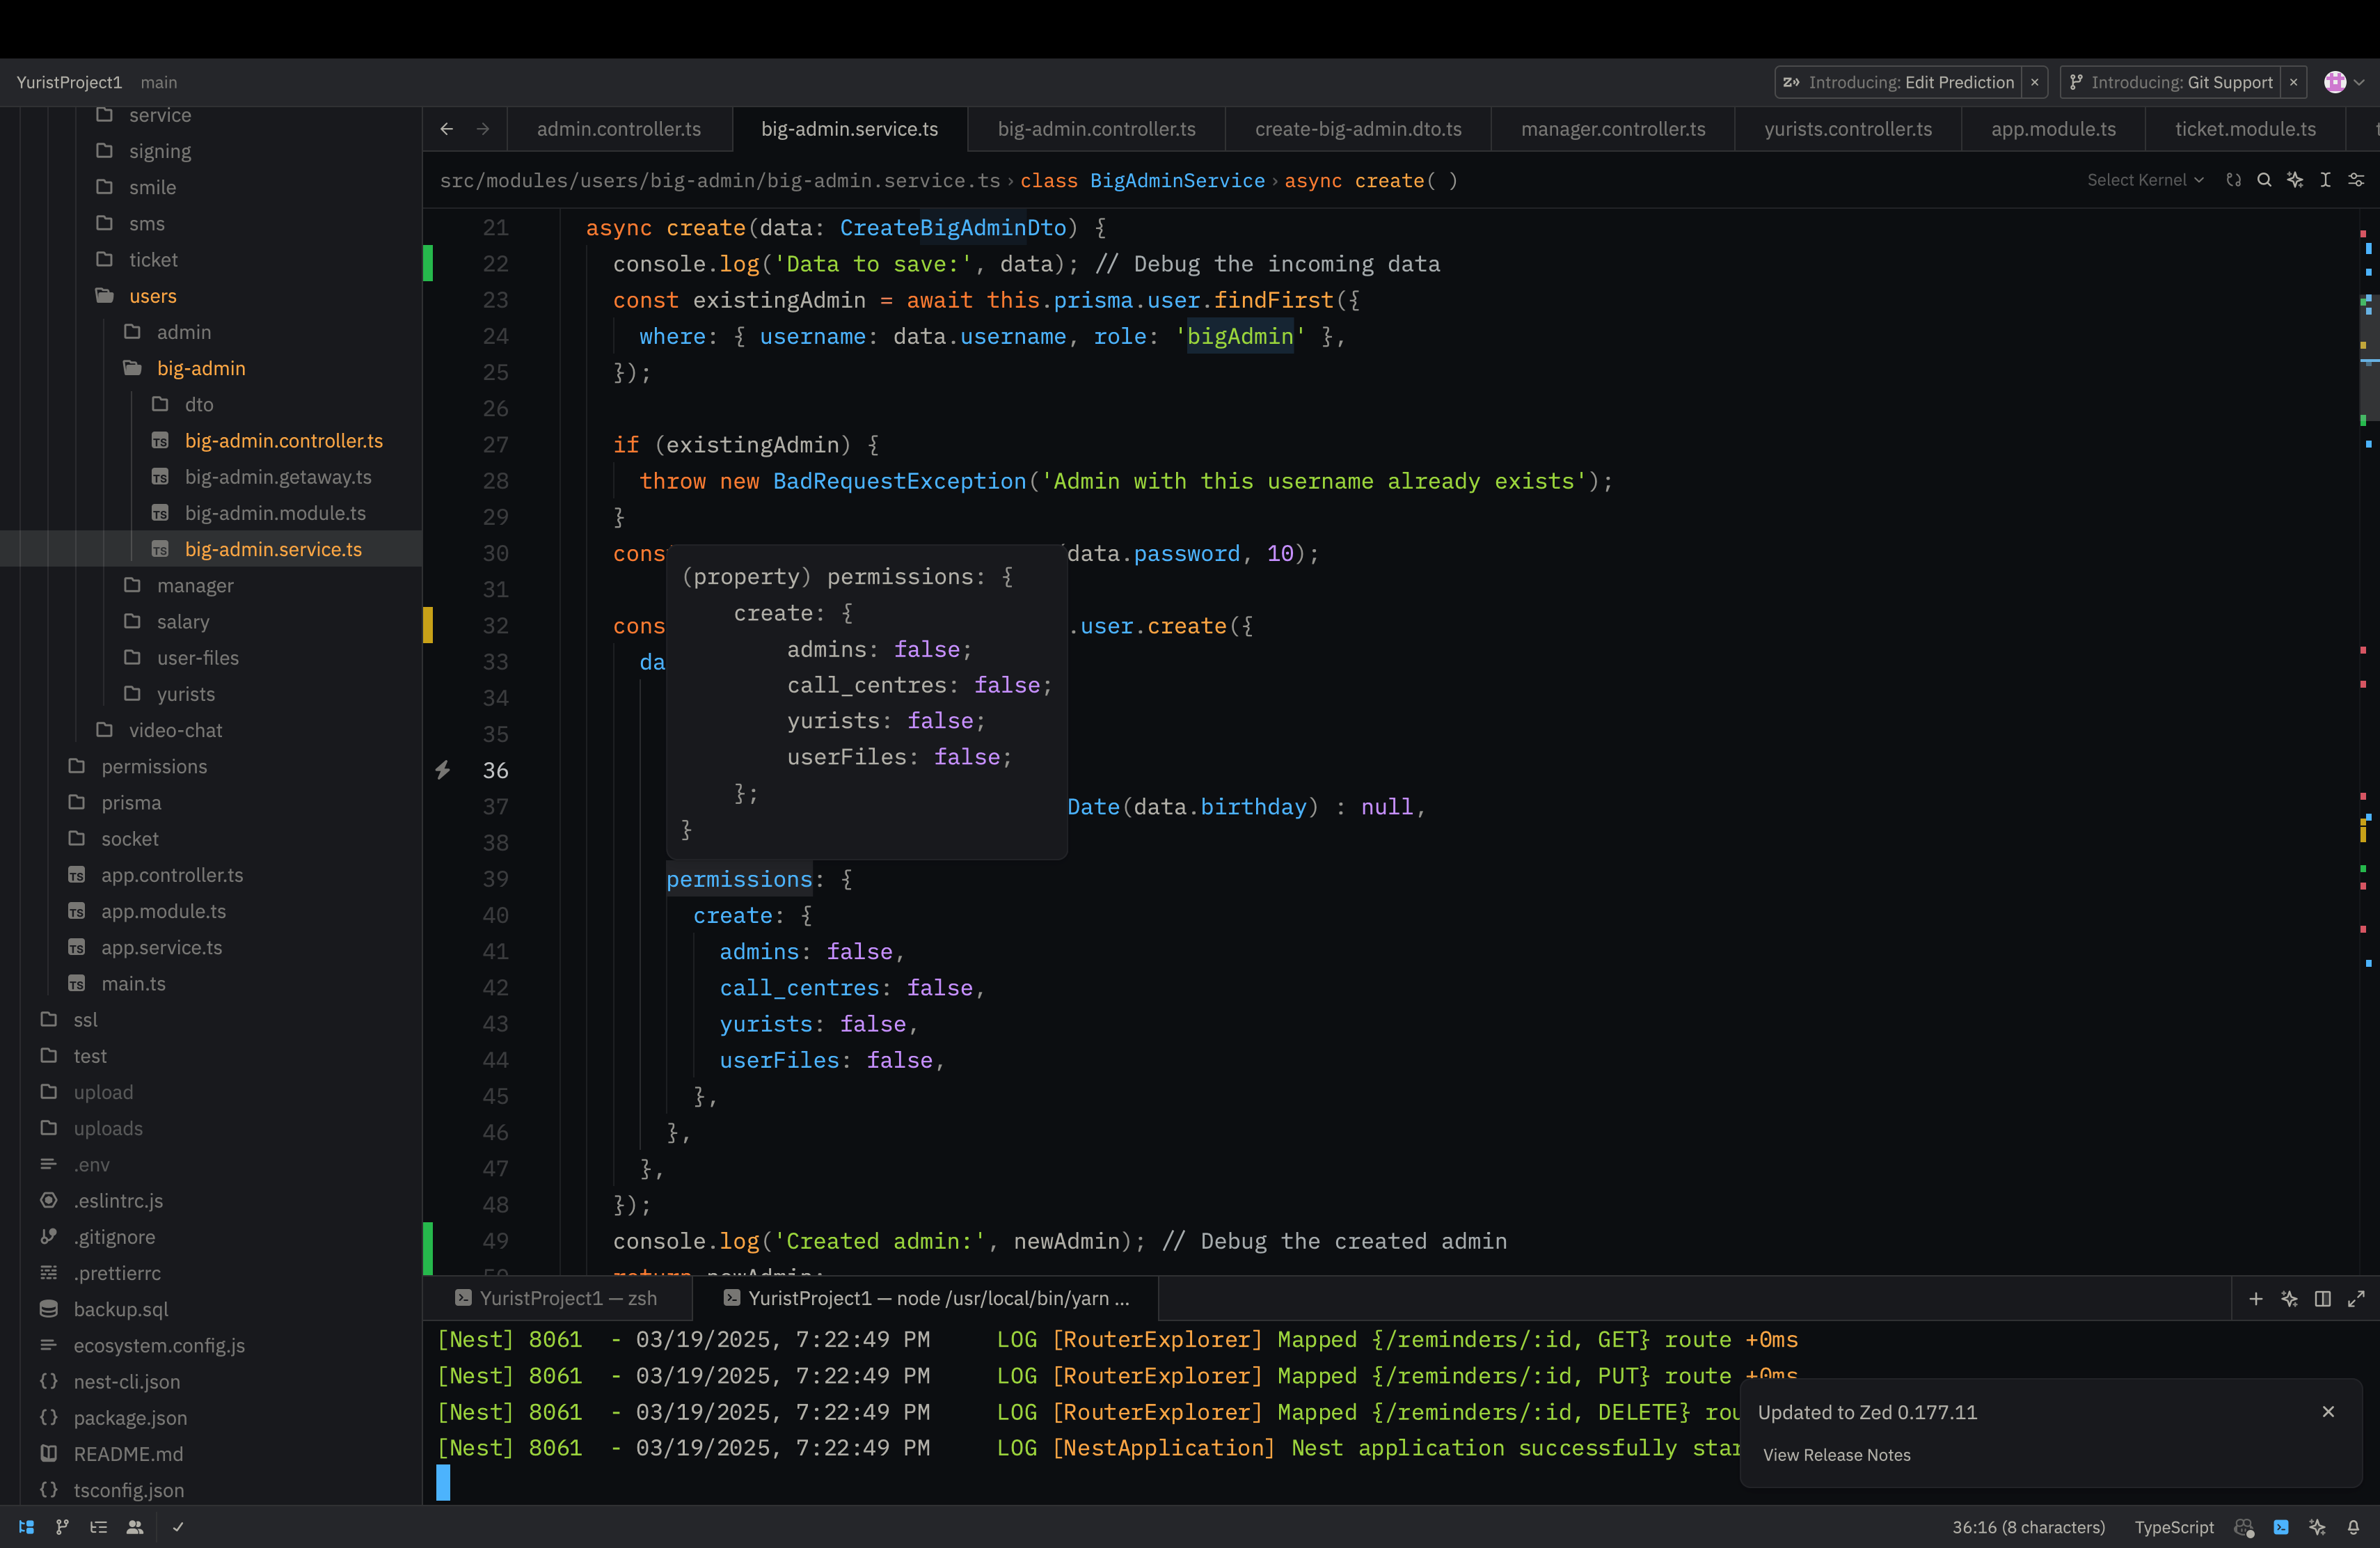 YuristProject1 main
Introducing: Edit Prediction
Introducing: Git Support
service
signing
smile
sms
ticket
users
admin
big-admin
dto
big-admin.controller.ts
big-admin.getaway.ts
big-admin.module.ts
big-admin.service.ts
manager
salary
user-files
yurists
video-chat
permissions
prisma
socket
app.controller.ts
app.module.ts
app.service.ts
main.ts
ssl
test
upload
uploads
.env
.eslintrc.js
.gitignore
.prettierrc
backup.sql
ecosystem.config.js
nest-cli.json
package.json
README.md
tsconfig.json
admin.controller.ts
big-admin.service.ts
big-admin.controller.ts
create-big-admin.dto.ts
manager.controller.ts
yurists.controller.ts
app.module.ts
ticket.module.ts
src/modules/users/big-admin/big-admin.service.ts › class BigAdminService › async create( )
Select Kernel
21 async create(data: CreateBigAdminDto) {
22 console.log('Data to save:', data); // Debug the incoming data
23 const existingAdmin = await this.prisma.user.findFirst({
24 where: { username: data.username, role: 'bigAdmin' },
25 });
26
27 if (existingAdmin) {
28 throw new BadRequestException('Admin with this username already exists');
29 }
30 cons (data.password, 10);
31
32 cons .user.create({
33 da
34
35
36
37 Date(data.birthday) : null,
38
(property) permissions: {
create: {
admins: false;
call_centres: false;
yurists: false;
userFiles: false;
};
}
39 permissions: {
40 create: {
41 admins: false,
42 call_centres: false,
43 yurists: false,
44 userFiles: false,
45 },
46 },
47 },
48 });
49 console.log('Created admin:', newAdmin); // Debug the created admin
50 return newAdmin;
YuristProject1 — zsh
YuristProject1 — node /usr/local/bin/yarn ...
[Nest] 8061 - 03/19/2025, 7:22:49 PM LOG [RouterExplorer] Mapped {/reminders/:id, GET} route +0ms
[Nest] 8061 - 03/19/2025, 7:22:49 PM LOG [RouterExplorer] Mapped {/reminders/:id, PUT} route +0ms
[Nest] 8061 - 03/19/2025, 7:22:49 PM LOG [RouterExplorer] Mapped {/reminders/:id, DELETE} rou
[Nest] 8061 - 03/19/2025, 7:22:49 PM LOG [NestApplication] Nest application successfully star
Updated to Zed 0.177.11
View Release Notes
36:16 (8 characters) TypeScript